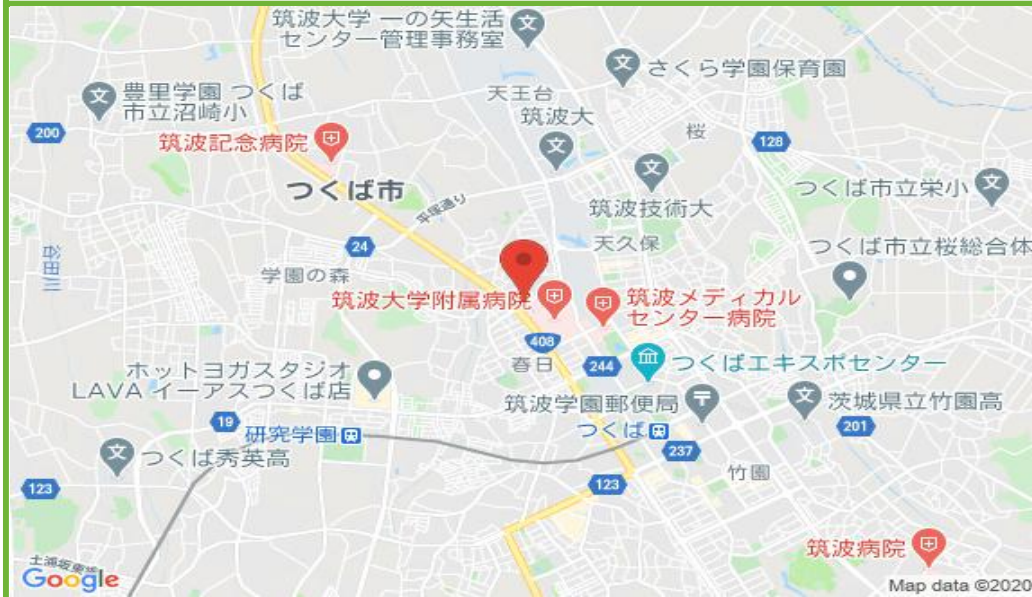 筑波大学 一の矢生活
センター管理事務室
さくら学園保育園
豊里学園 つくば
市立沼崎小
天王台
筑波大
桜
200
128
筑波記念病院
つくば市
平塚通り
筑波技術大
つくば市立栄小
24
天久保
谷田川
学園の森
つくば市立桜総合体
筑波大学附属病院
筑波メディカル
センター病院
408
春日
244
つくばエキスポセンター
ホットヨガスタジオ
LAVA イーアスつくば店
筑波学園郵便局
茨城県立竹園高
19
研究学園
つくば
201
237
つくば秀英高
竹園
123
123
筑波病院
Google
Map data ©2020